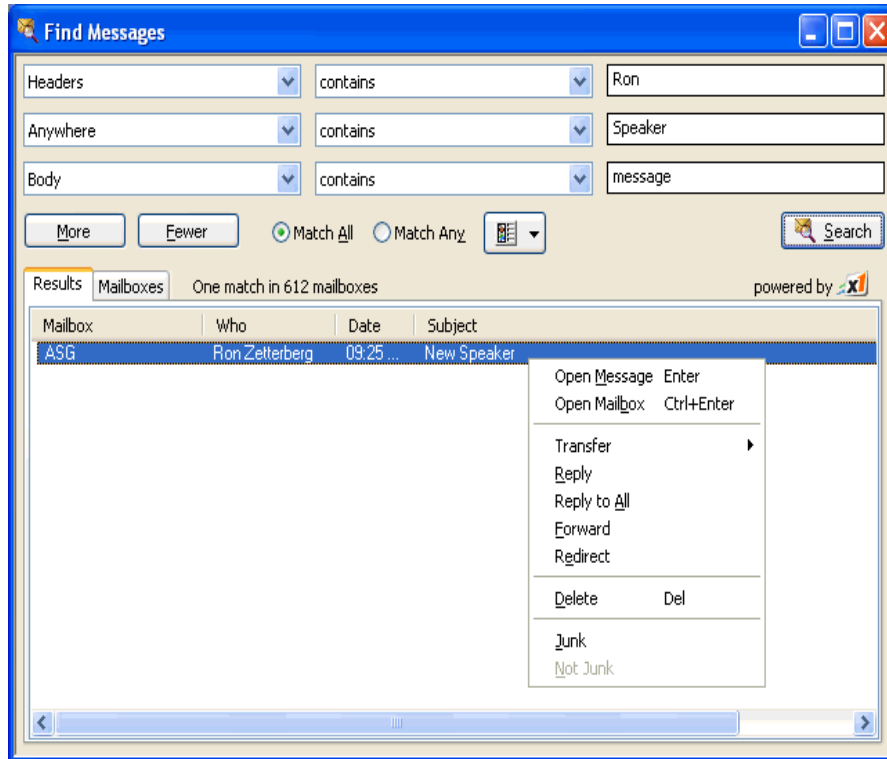 Find Messages
Headers contains Ron
Anywhere contains Speaker
Body contains message
More Fewer Match All Match Any Search
Results Mailboxes One match in 612 mailboxes powered by x1
Mailbox Who Date Subject
ASG Ron Zetterberg 09:25 ... New Speaker
Open Message Enter
Open Mailbox Ctrl+Enter
Transfer
Reply
Reply to All
Forward
Redirect
Delete Del
Junk
Not Junk